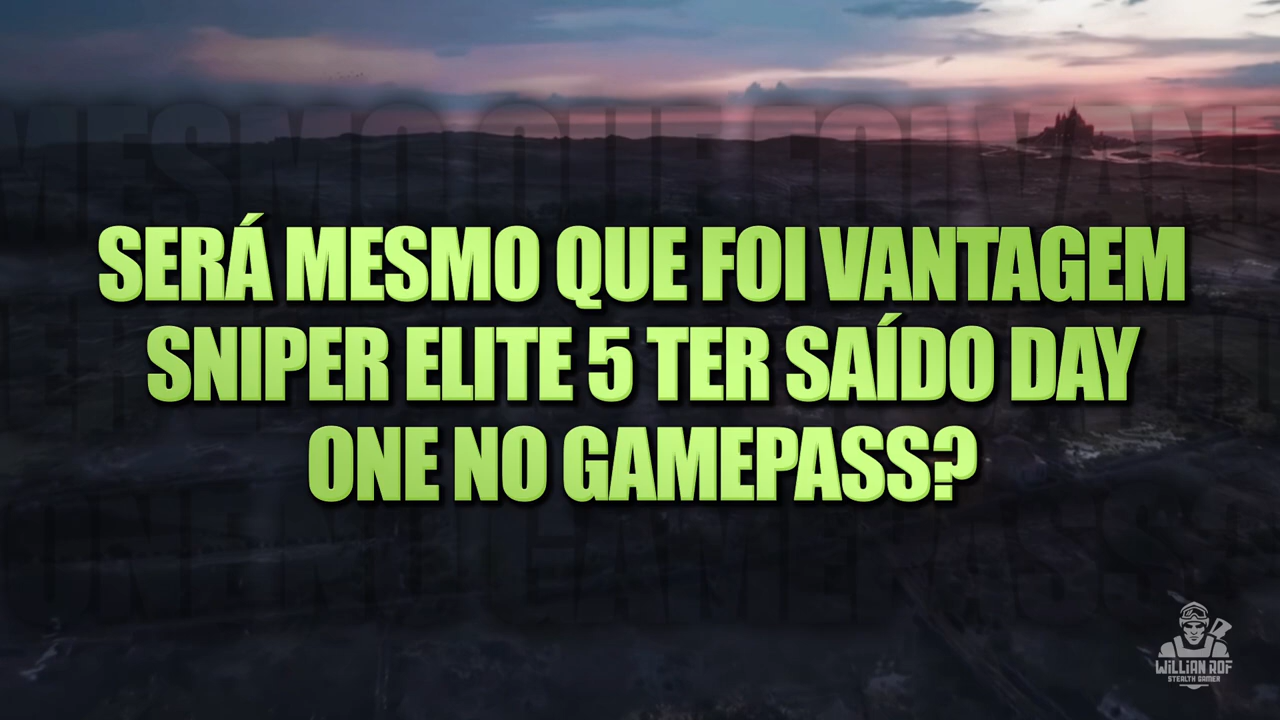 SERÁ MESMO QUE FOI VANTAGEM
SNIPER ELITE 5 TER SAÍDO DAY
ONE NO GAMEPASS?
WILLIAN ROF
STEALTH GAMER